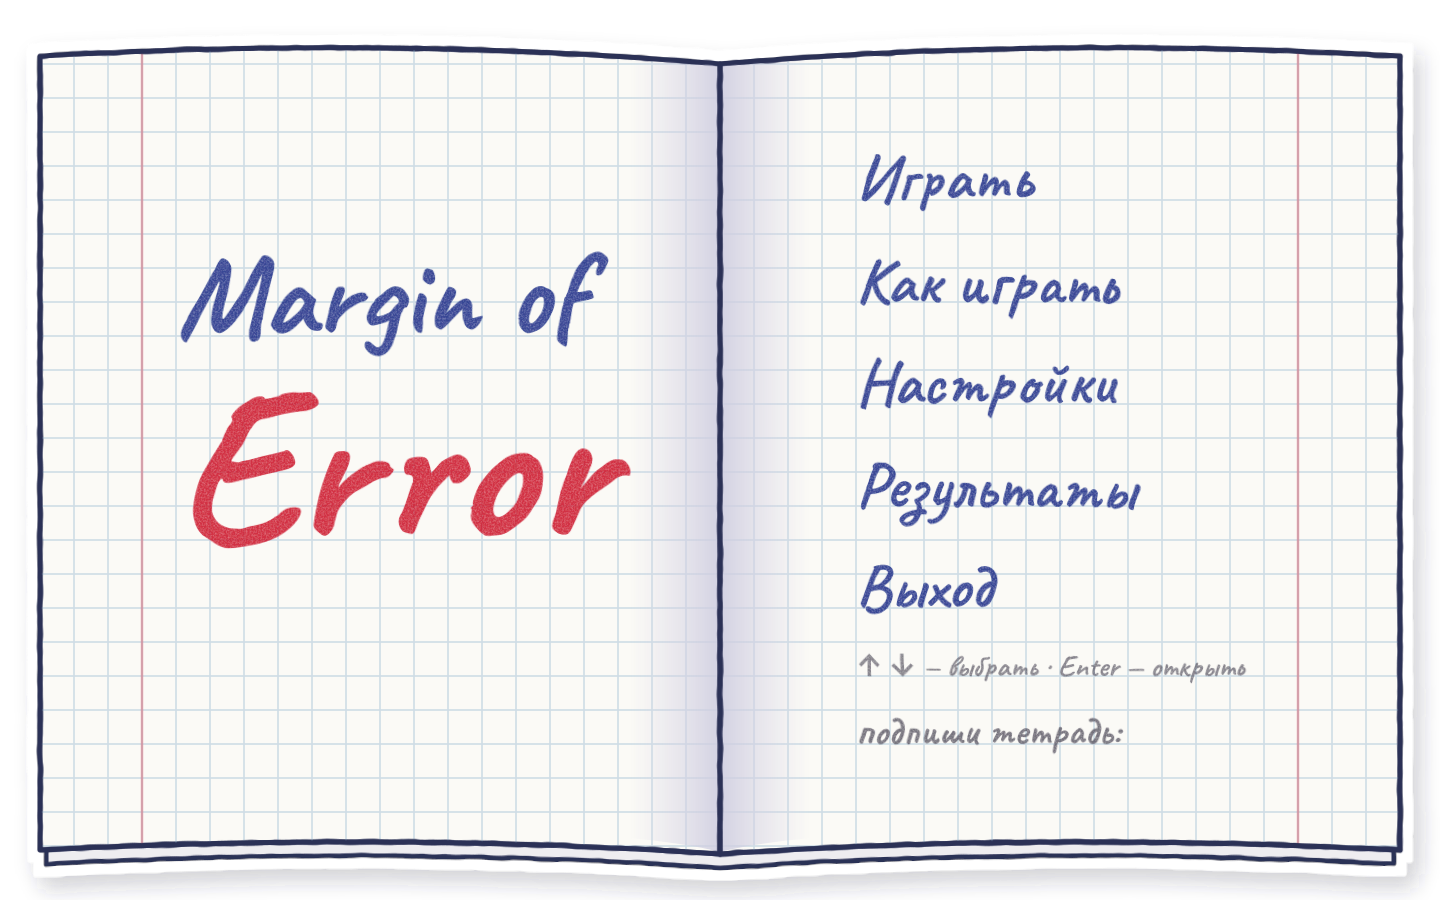 Margin of
Error
Играть
Как играть
Настройки
Результаты
Выход
↑ ↓ — выбрать · Enter — открыть
подпиши тетрадь: